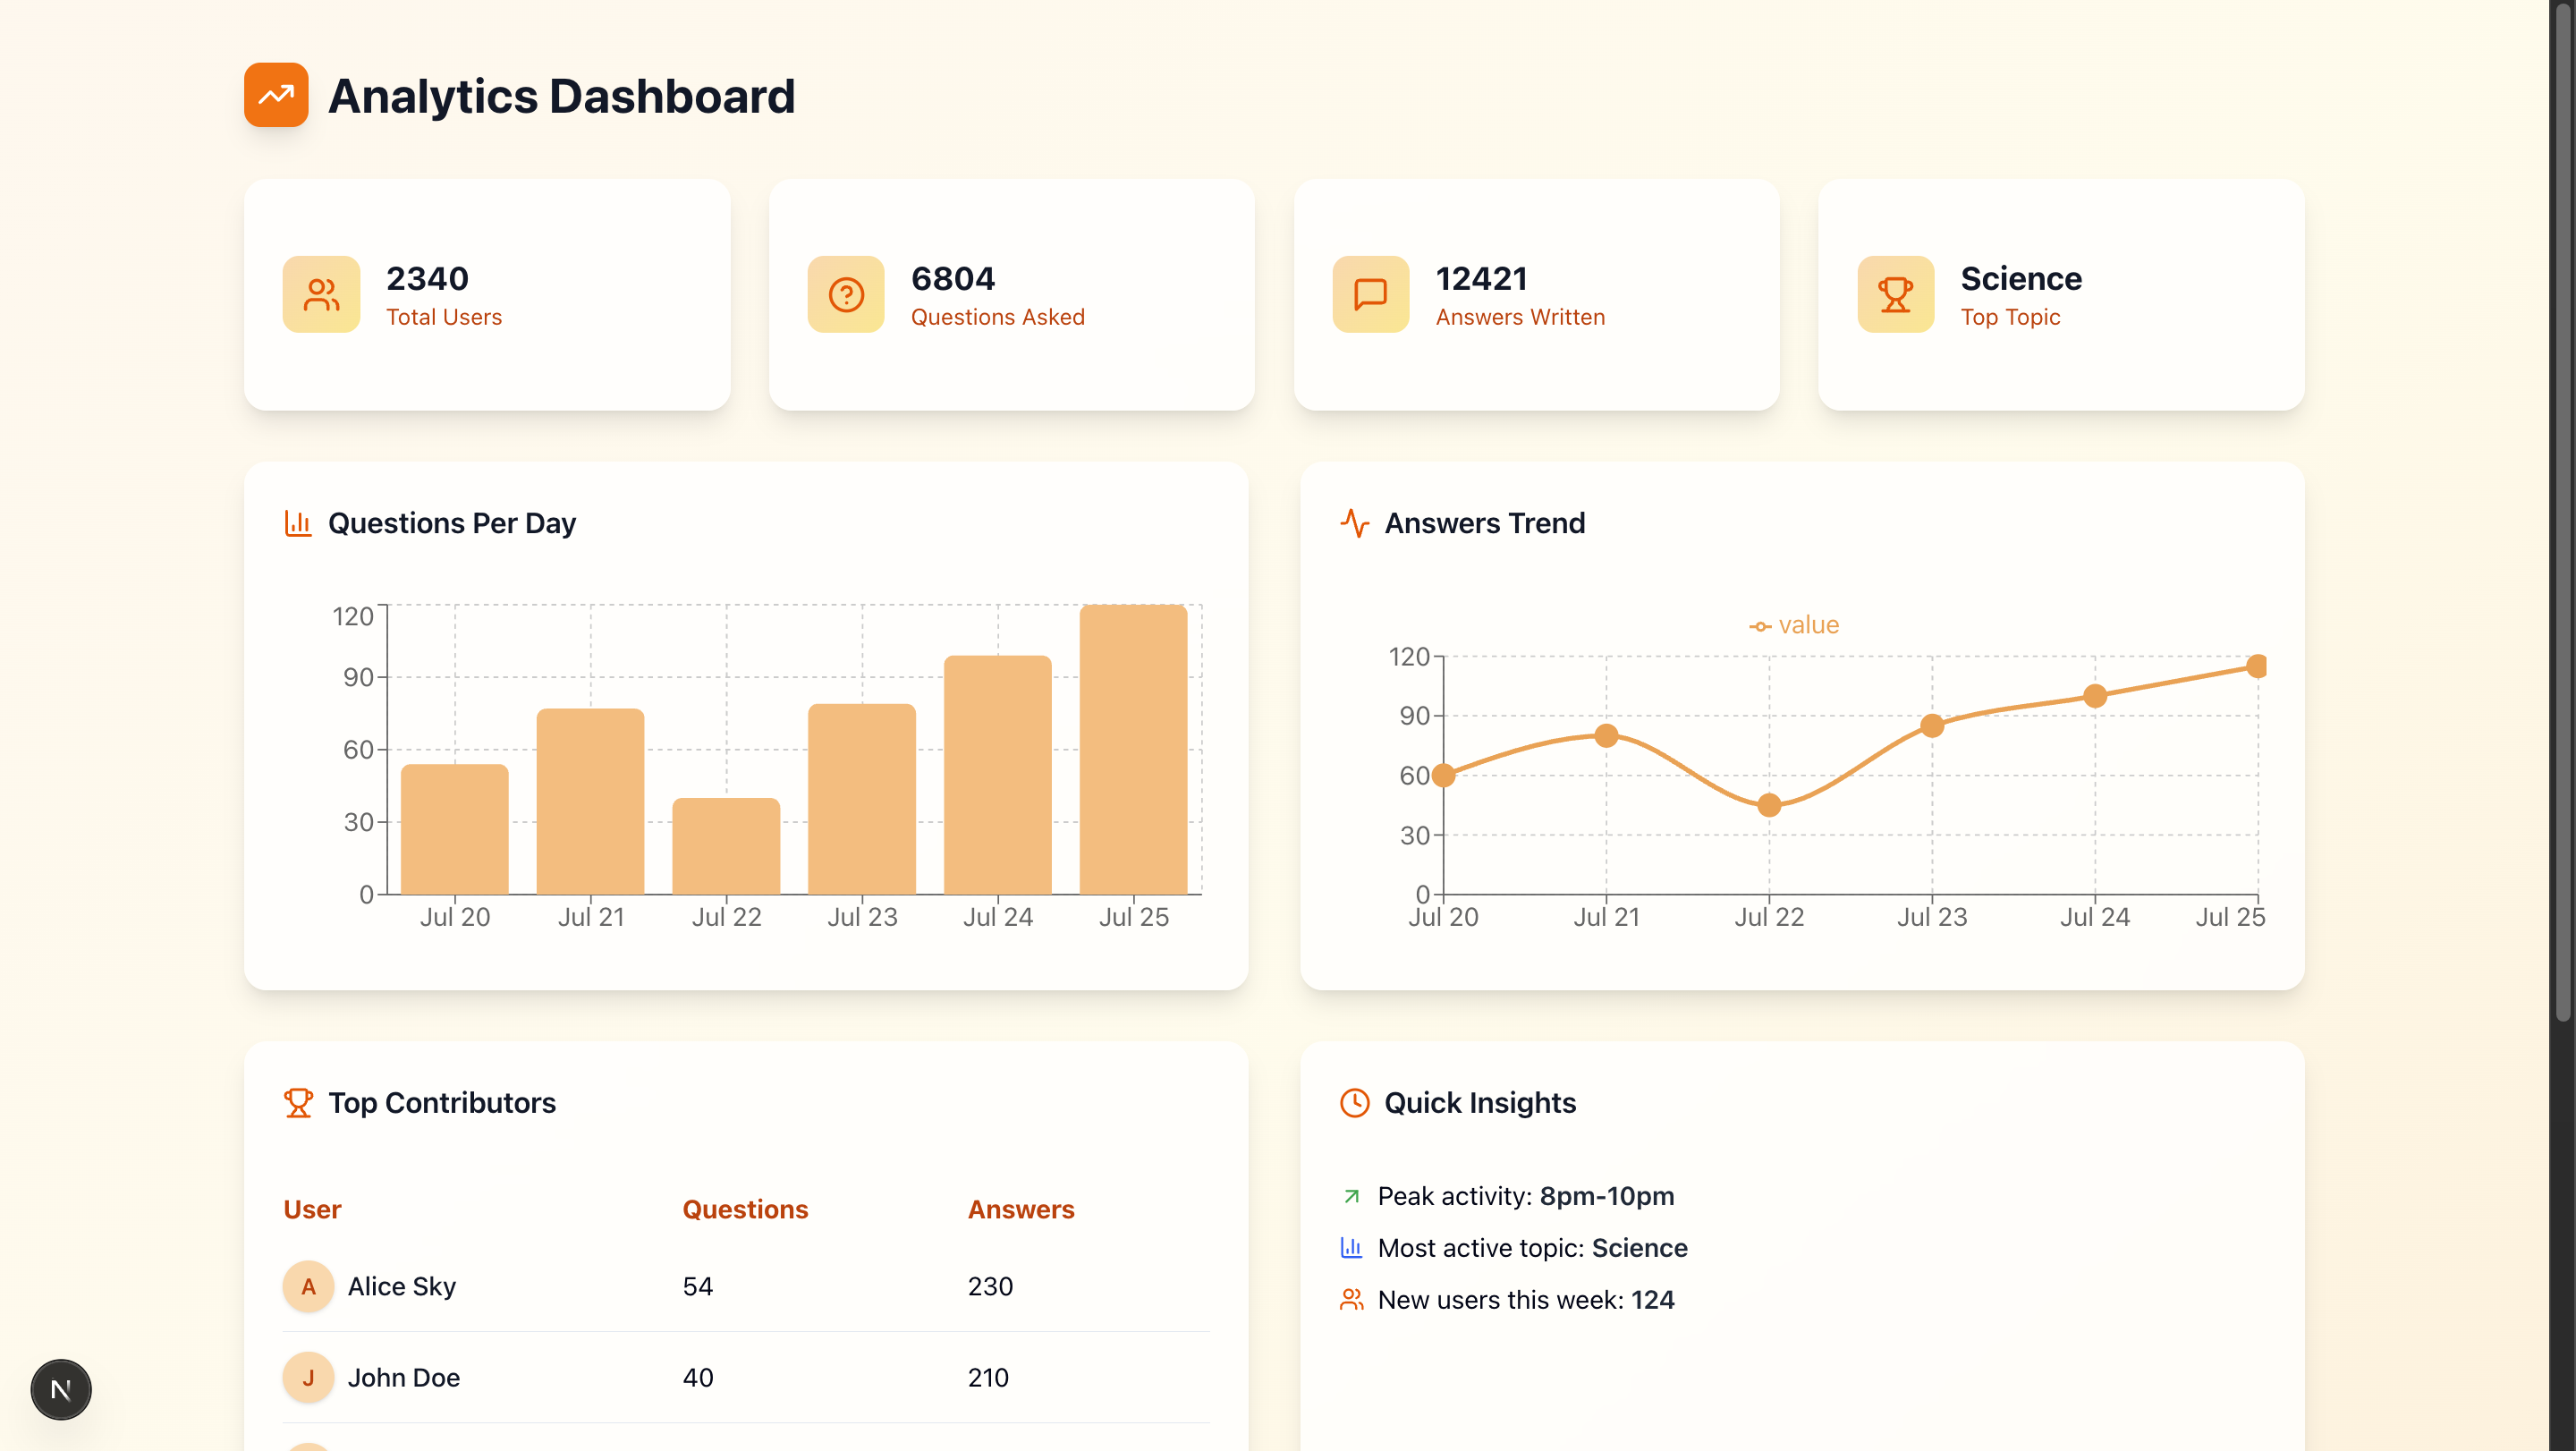 Analytics Dashboard
2340
Total Users
6804
Questions Asked
12421
Answers Written
Science
Top Topic
Questions Per Day
120
90
60
30
0
Jul 20 Jul 21 Jul 22 Jul 23 Jul 24 Jul 25
Answers Trend
value
120
90
60
30
0
Jul 20 Jul 21 Jul 22 Jul 23 Jul 24 Jul 25
Top Contributors
User Questions Answers
A Alice Sky 54 230
J John Doe 40 210
Quick Insights
Peak activity: 8pm-10pm
Most active topic: Science
New users this week: 124
N